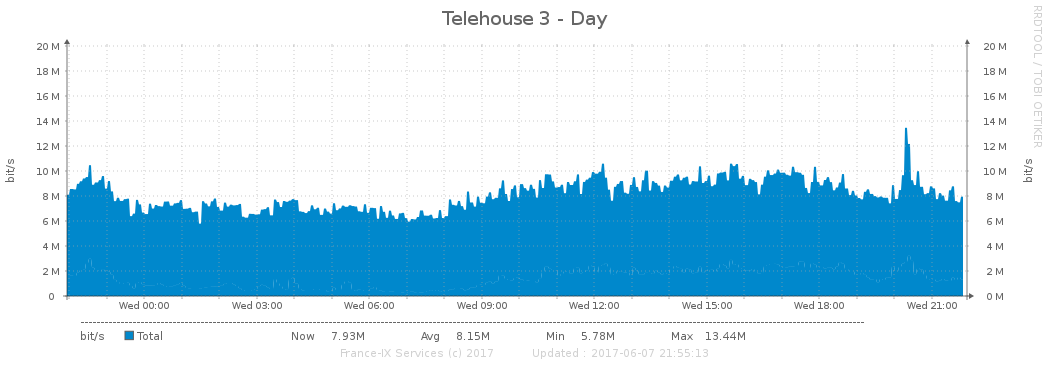 Telehouse 3 - Day
RRDTOOL / TOBI OETIKER
bit/s
bit/s
20 M 20 M
18 M 18 M
16 M 16 M
14 M 14 M
12 M 12 M
10 M 10 M
8 M 8 M
6 M 6 M
4 M 4 M
2 M 2 M
0 0 M
Wed 00:00 Wed 03:00 Wed 06:00 Wed 09:00 Wed 12:00 Wed 15:00 Wed 18:00 Wed 21:00
bit/s Total Now 7.93M Avg 8.15M Min 5.78M Max 13.44M
France-IX Services (c) 2017 Updated : 2017-06-07 21:55:13